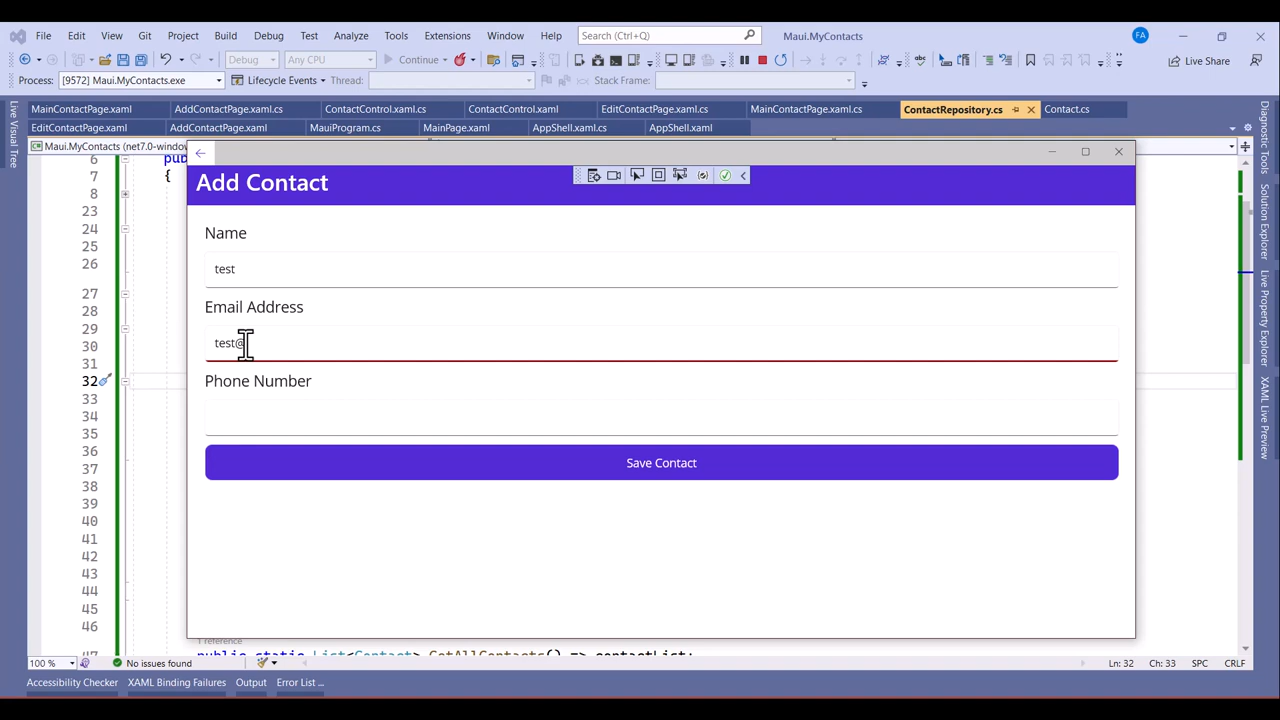 File Edit View Git Project Build Debug Test Analyze Tools Extensions Window Help Search (Ctrl+Q) Maui.MyContacts FA
Debug Any CPU Continue Live Share
Process: [9572] Maui.MyContacts.exe Lifecycle Events Thread: Stack Frame:
MainContactPage.xaml AddContactPage.xaml.cs ContactControl.xaml.cs ContactControl.xaml EditContactPage.xaml.cs MainContactPage.xaml.cs ContactRepository.cs Contact.cs
EditContactPage.xaml AddContactPage.xaml MauiProgram.cs MainPage.xaml AppShell.xaml.cs AppShell.xaml
Maui.MyContacts (net7.0-window
Live Visual Tree
Diagnostic Tools
Solution Explorer
Live Property Explorer
XAML Live Preview
6 pub
7 {
8
23
24
25
26
27
28
29
30
31
32
33
34
35
36
37
38
39
40
41
42
43
44
45
46
Add Contact
Name
test
Email Address
test@
Phone Number
Save Contact
1 reference
47 public static List<Contact> GetAllContacts() => contactList;
100 % No issues found Ln: 32 Ch: 33 SPC CRLF
Accessibility Checker XAML Binding Failures Output Error List ...